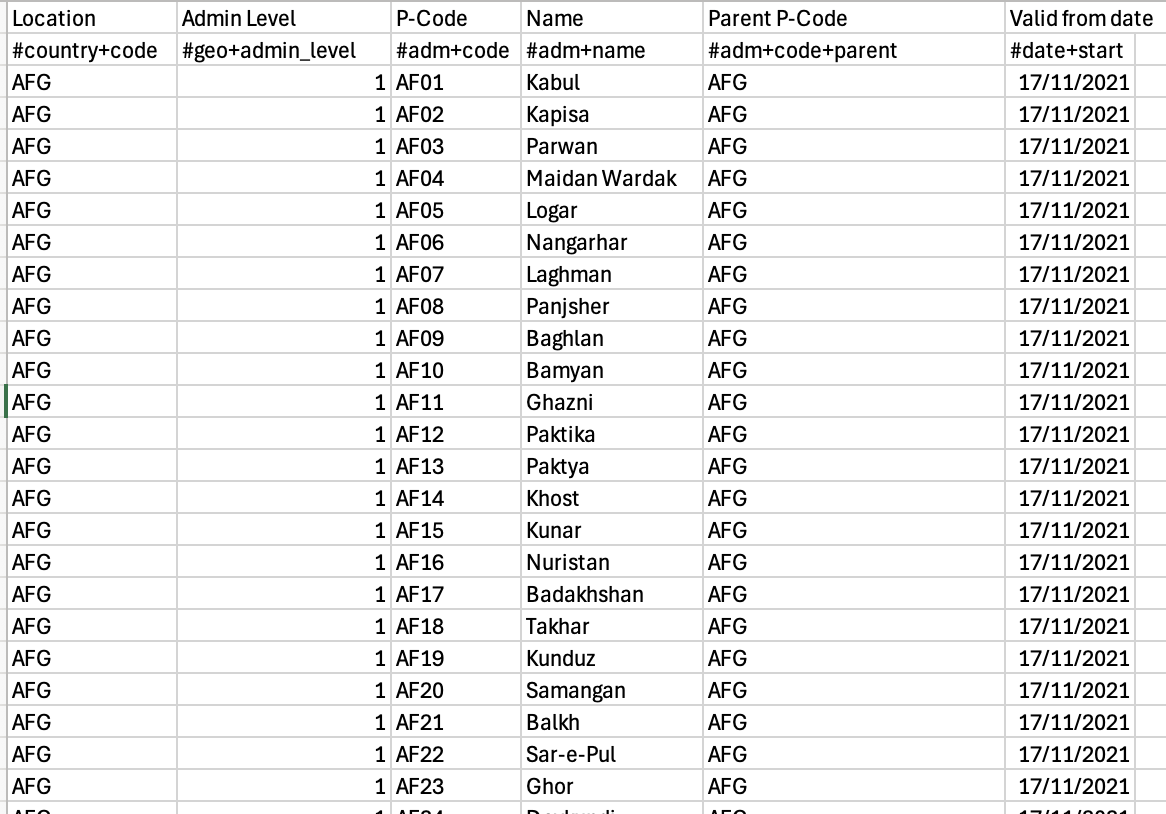 Location Admin Level P-Code Name Parent P-Code Valid from date
#country+code #geo+admin_level #adm+code #adm+name #adm+code+parent #date+start
AFG 1 AF01 Kabul AFG 17/11/2021
AFG 1 AF02 Kapisa AFG 17/11/2021
AFG 1 AF03 Parwan AFG 17/11/2021
AFG 1 AF04 Maidan Wardak AFG 17/11/2021
AFG 1 AF05 Logar AFG 17/11/2021
AFG 1 AF06 Nangarhar AFG 17/11/2021
AFG 1 AF07 Laghman AFG 17/11/2021
AFG 1 AF08 Panjsher AFG 17/11/2021
AFG 1 AF09 Baghlan AFG 17/11/2021
AFG 1 AF10 Bamyan AFG 17/11/2021
AFG 1 AF11 Ghazni AFG 17/11/2021
AFG 1 AF12 Paktika AFG 17/11/2021
AFG 1 AF13 Paktya AFG 17/11/2021
AFG 1 AF14 Khost AFG 17/11/2021
AFG 1 AF15 Kunar AFG 17/11/2021
AFG 1 AF16 Nuristan AFG 17/11/2021
AFG 1 AF17 Badakhshan AFG 17/11/2021
AFG 1 AF18 Takhar AFG 17/11/2021
AFG 1 AF19 Kunduz AFG 17/11/2021
AFG 1 AF20 Samangan AFG 17/11/2021
AFG 1 AF21 Balkh AFG 17/11/2021
AFG 1 AF22 Sar-e-Pul AFG 17/11/2021
AFG 1 AF23 Ghor AFG 17/11/2021